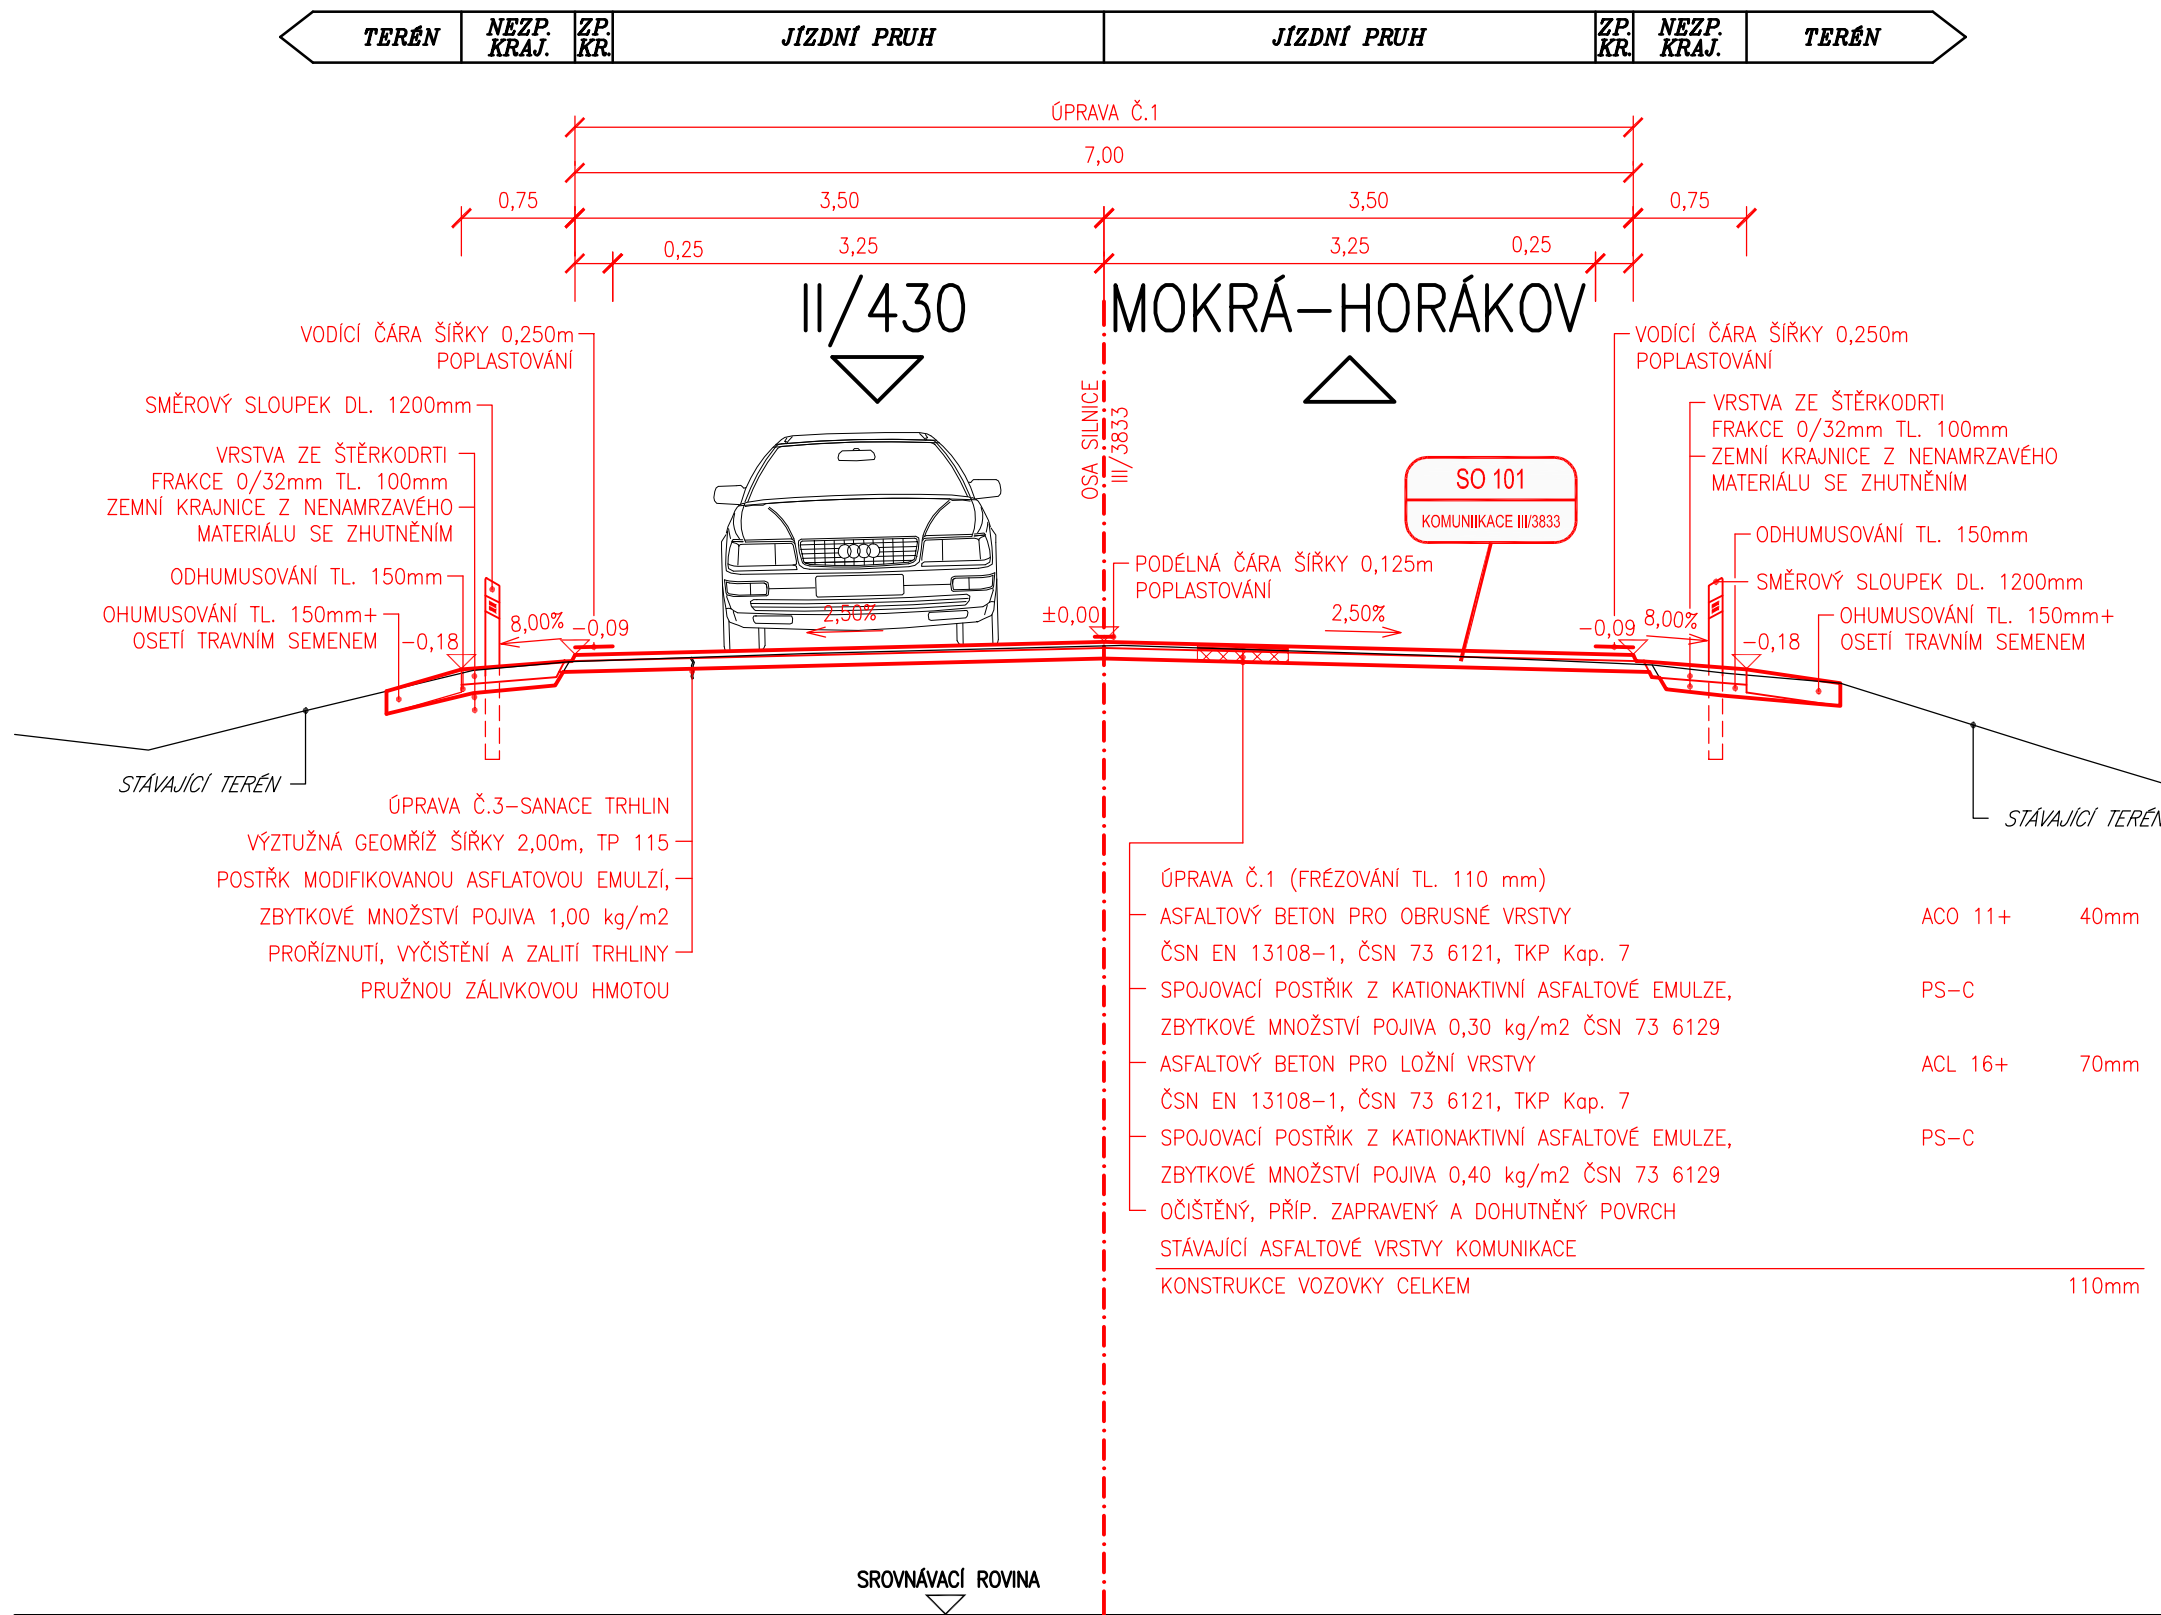 TERÉN
NEZP.
KRAJ.
ZP.
KR.
JÍZDNÍ PRUH
JÍZDNÍ PRUH
ZP.
KR.
NEZP.
KRAJ.
TERÉN
ÚPRAVA Č.1
7,00
0,75
3,50
3,50
0,75
0,25
3,25
3,25
0,25
II/430
MOKRÁ-HORÁKOV
VODÍCÍ ČÁRA ŠÍŘKY 0,250m
POPLASTOVÁNÍ
SMĚROVÝ SLOUPEK DL. 1200mm
VRSTVA ZE ŠTĚRKODRTI
FRAKCE 0/32mm TL. 100mm
ZEMNÍ KRAJNICE Z NENAMRZAVÉHO
MATERIÁLU SE ZHUTNĚNÍM
ODHUMUSOVÁNÍ TL. 150mm
OHUMUSOVÁNÍ TL. 150mm+
OSETÍ TRAVNÍM SEMENEM
-0,18
8,00%
-0,09
2,50%
±0,00
OSA SILNICE
III/3833
PODÉLNÁ ČÁRA ŠÍŘKY 0,125m
POPLASTOVÁNÍ
2,50%
SO 101
KOMUNIIKACE III/3833
VODÍCÍ ČÁRA ŠÍŘKY 0,250m
POPLASTOVÁNÍ
VRSTVA ZE ŠTĚRKODRTI
FRAKCE 0/32mm TL. 100mm
ZEMNÍ KRAJNICE Z NENAMRZAVÉHO
MATERIÁLU SE ZHUTNĚNÍM
ODHUMUSOVÁNÍ TL. 150mm
SMĚROVÝ SLOUPEK DL. 1200mm
OHUMUSOVÁNÍ TL. 150mm+
OSETÍ TRAVNÍM SEMENEM
-0,09
8,00%
-0,18
STÁVAJÍCÍ TERÉN
STÁVAJÍCÍ TERÉN
ÚPRAVA Č.3-SANACE TRHLIN
VÝZTUŽNÁ GEOMŘÍŽ ŠÍŘKY 2,00m, TP 115
POSTŘK MODIFIKOVANOU ASFLATOVOU EMULZÍ,
ZBYTKOVÉ MNOŽSTVÍ POJIVA 1,00 kg/m2
PROŘÍZNUTÍ, VYČIŠTĚNÍ A ZALITÍ TRHLINY
PRUŽNOU ZÁLIVKOVOU HMOTOU
ÚPRAVA Č.1 (FRÉZOVÁNÍ TL. 110 mm)
ASFALTOVÝ BETON PRO OBRUSNÉ VRSTVY ACO 11+ 40mm
ČSN EN 13108-1, ČSN 73 6121, TKP Kap. 7
SPOJOVACÍ POSTŘIK Z KATIONAKTIVNÍ ASFALTOVÉ EMULZE, PS-C
ZBYTKOVÉ MNOŽSTVÍ POJIVA 0,30 kg/m2 ČSN 73 6129
ASFALTOVÝ BETON PRO LOŽNÍ VRSTVY ACL 16+ 70mm
ČSN EN 13108-1, ČSN 73 6121, TKP Kap. 7
SPOJOVACÍ POSTŘIK Z KATIONAKTIVNÍ ASFALTOVÉ EMULZE, PS-C
ZBYTKOVÉ MNOŽSTVÍ POJIVA 0,40 kg/m2 ČSN 73 6129
OČIŠTĚNÝ, PŘÍP. ZAPRAVENÝ A DOHUTNĚNÝ POVRCH
STÁVAJÍCÍ ASFALTOVÉ VRSTVY KOMUNIKACE
KONSTRUKCE VOZOVKY CELKEM 110mm
SROVNÁVACÍ ROVINA